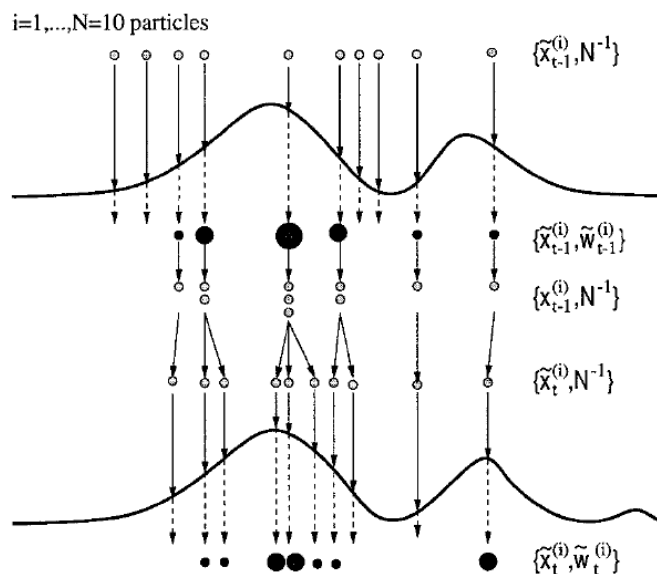 i=1,...,N=10 particles
{x̃_{t-1}^{(i)}, N^{-1}}
{x̃_{t-1}^{(i)}, w̃_{t-1}^{(i)}}
{x_{t-1}^{(i)}, N^{-1}}
{x̃_t^{(i)}, N^{-1}}
{x̃_t^{(i)}, w̃_t^{(i)}}